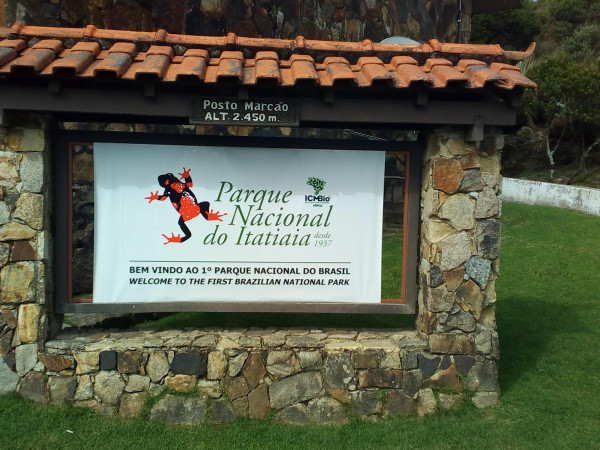 Posto Marcão
ALT. 2.450 m.
Parque
Nacional
do Itatiaia
desde
1937
ICMBio
BEM VINDO AO 1º PARQUE NACIONAL DO BRASIL
WELCOME TO THE FIRST BRAZILIAN NATIONAL PARK